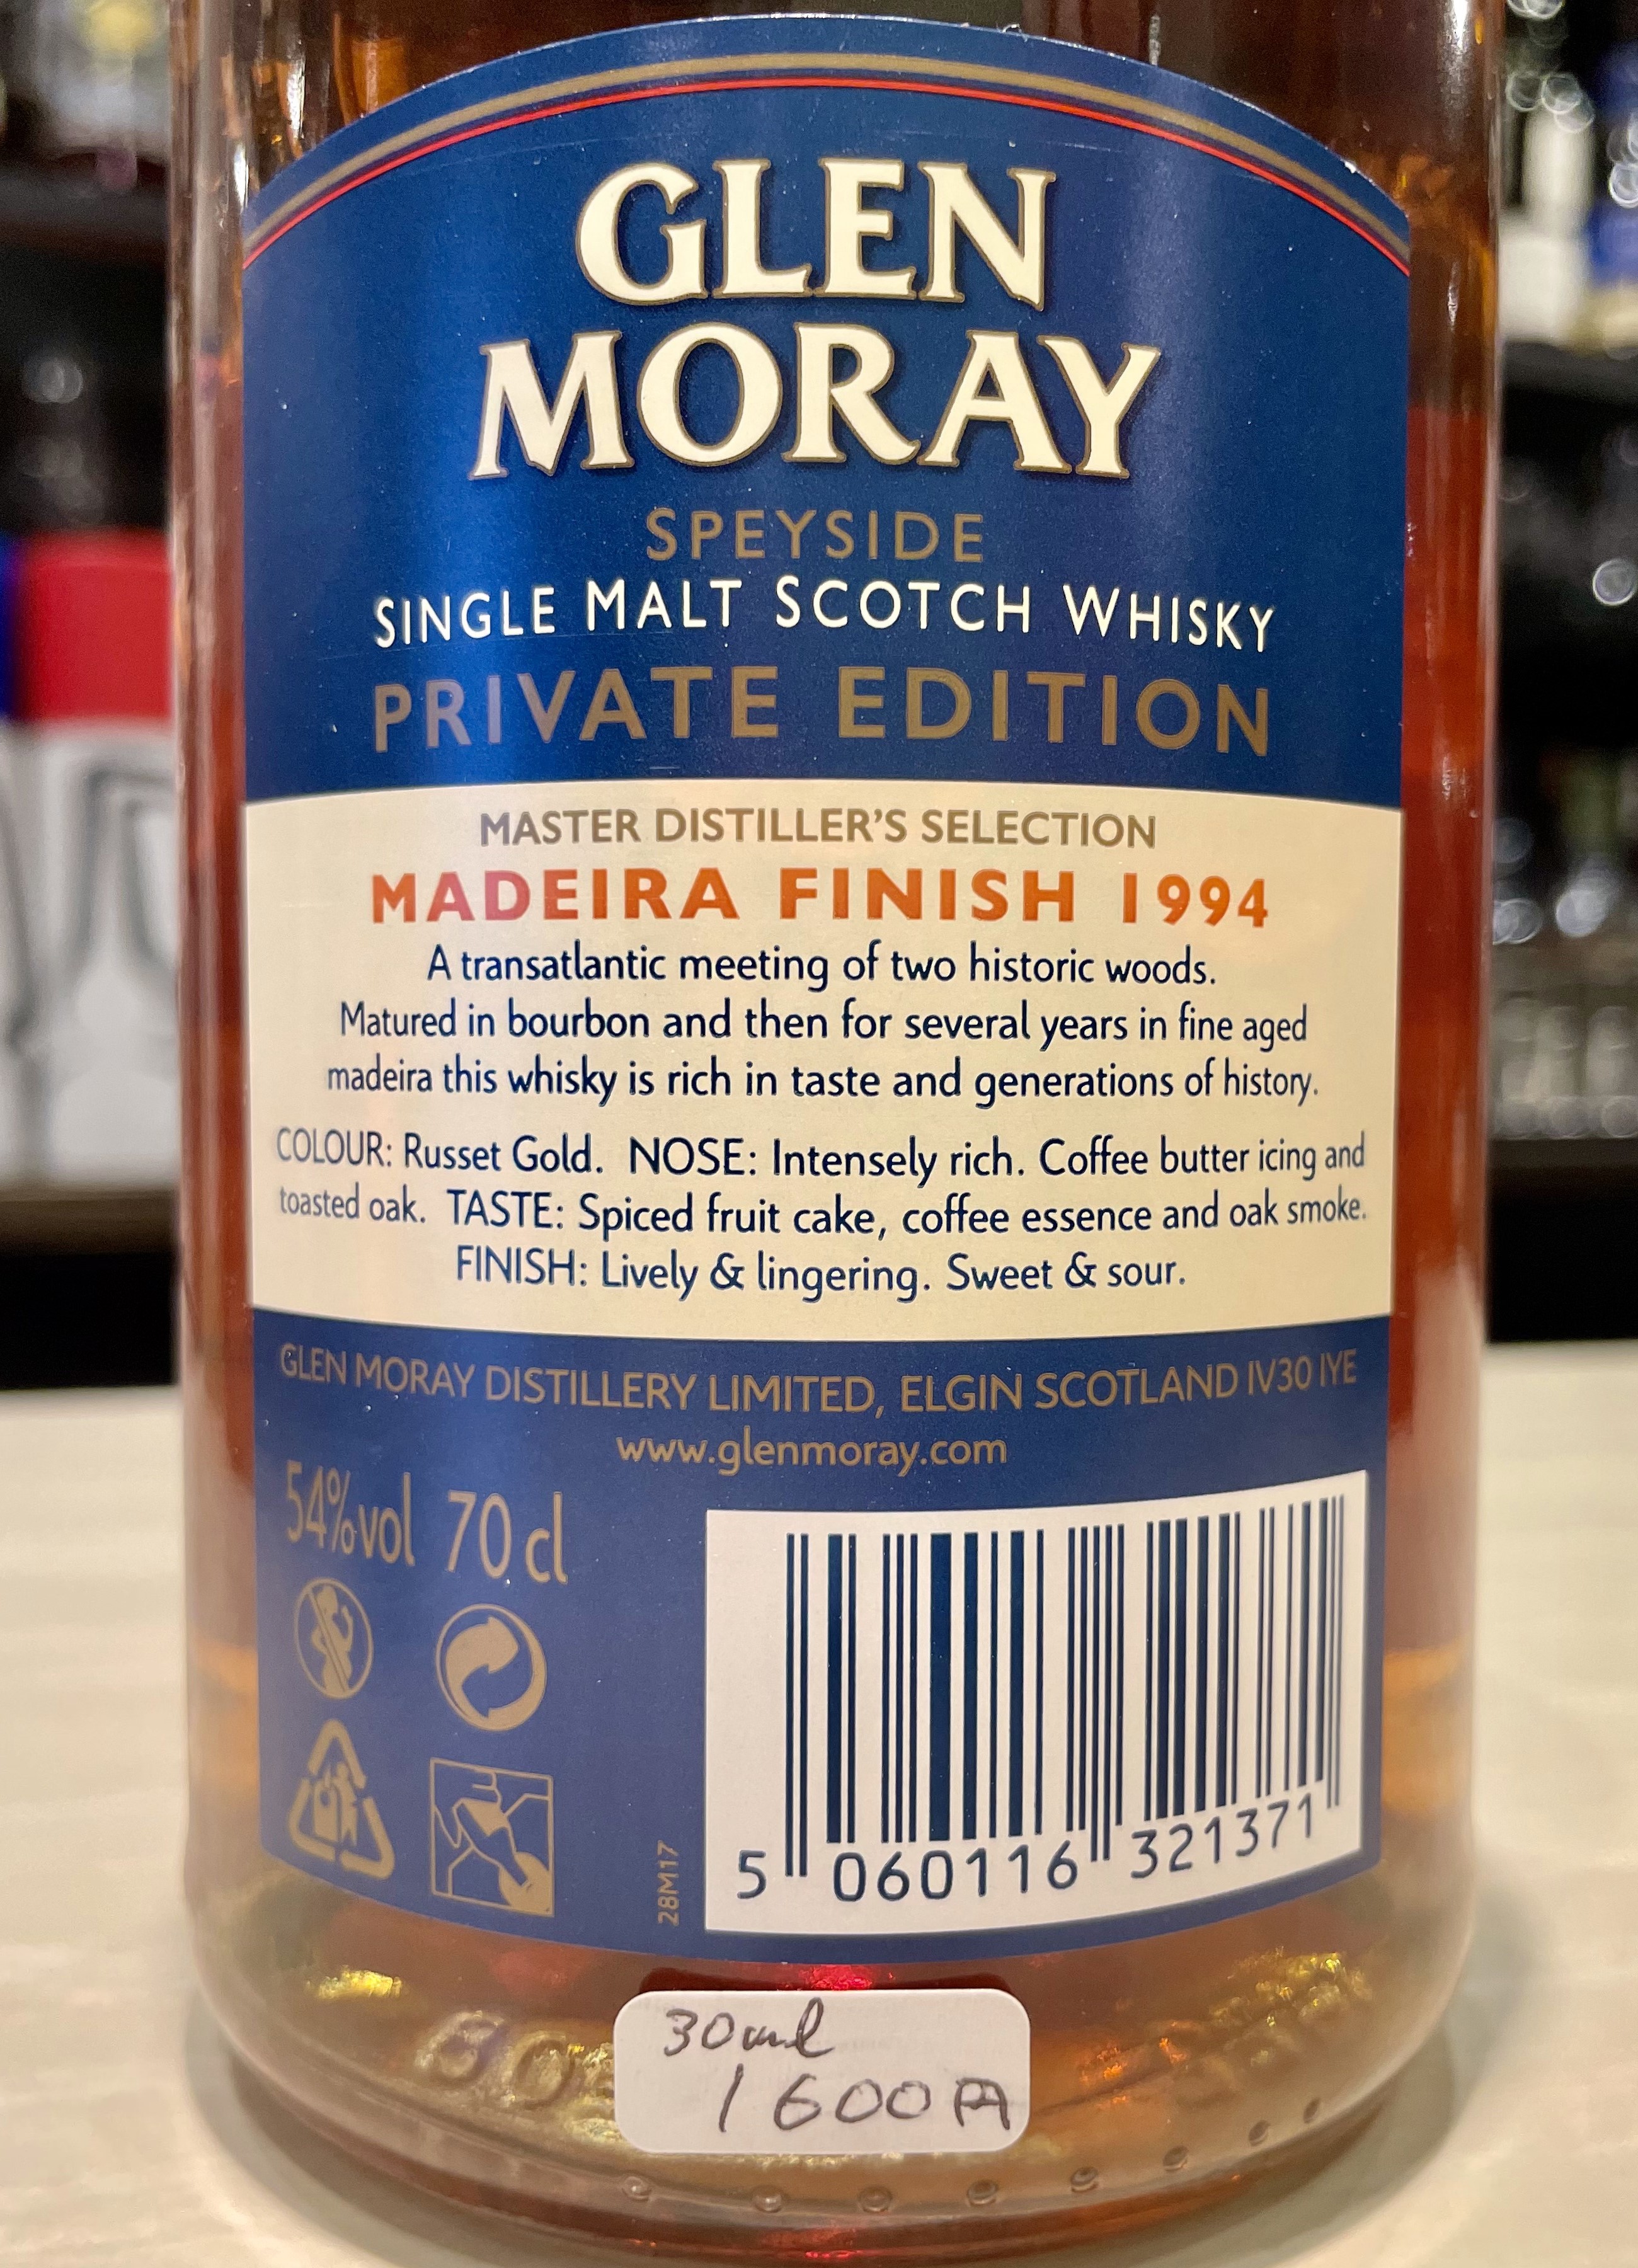 GLEN
MORAY
SPEYSIDE
SINGLE MALT SCOTCH WHISKY
PRIVATE EDITION
MASTER DISTILLER'S SELECTION
MADEIRA FINISH 1994
A transatlantic meeting of two historic woods.
Matured in bourbon and then for several years in fine aged
madeira this whisky is rich in taste and generations of history.
COLOUR: Russet Gold. NOSE: Intensely rich. Coffee butter icing and
toasted oak. TASTE: Spiced fruit cake, coffee essence and oak smoke.
FINISH: Lively & lingering. Sweet & sour.
GLEN MORAY DISTILLERY LIMITED, ELGIN SCOTLAND IV30 1YE
www.glenmoray.com
54%vol 70 cl
28M17
5 060116 321371
30ml
1600円